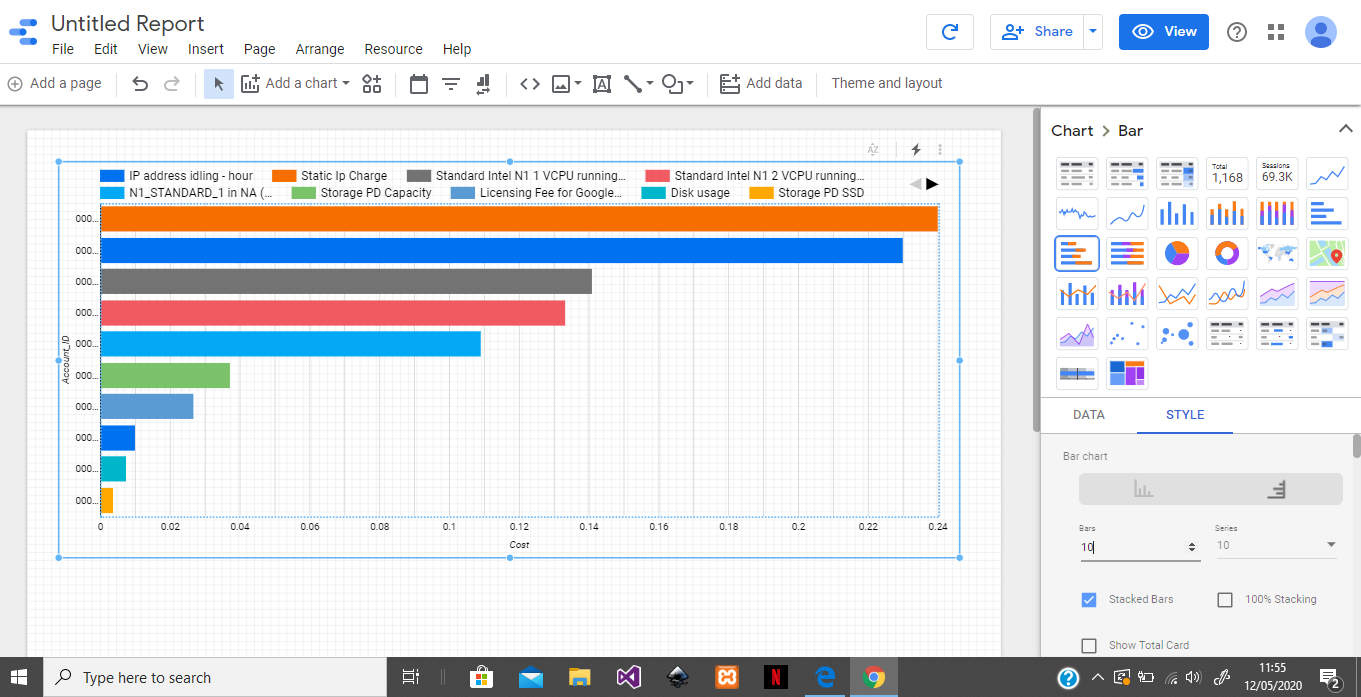 Untitled Report
File Edit View Insert Page Arrange Resource Help
Share
View
Add a page
Add a chart
Add data
Theme and layout
Chart > Bar
Total
1,168
Sessions
69.3K
AZ
IP address idling - hour Static Ip Charge Standard Intel N1 1 VCPU running... Standard Intel N1 2 VCPU running...
N1_STANDARD_1 in NA (... Storage PD Capacity Licensing Fee for Google... Disk usage Storage PD SSD
Account_ID
000...
000...
000...
000...
000...
000...
000...
000...
000...
000...
0 0.02 0.04 0.06 0.08 0.1 0.12 0.14 0.16 0.18 0.2 0.22 0.24
Cost
DATA STYLE
Bar chart
Bars Series
10 10
Stacked Bars 100% Stacking
Show Total Card
Type here to search
N
11:55
12/05/2020
2